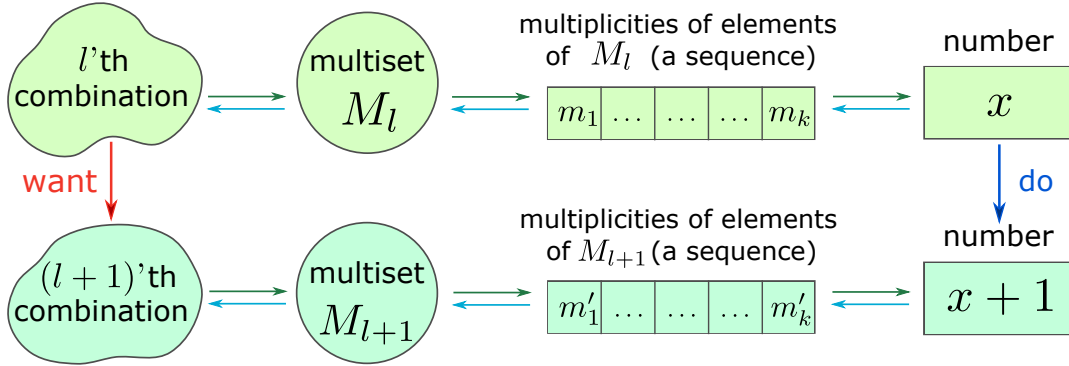 l'th
combination
multiset
M_l
multiplicities of elements
of M_l (a sequence)
m_1 ... ... ... m_k
number
x
want
do
(l + 1)'th
combination
multiset
M_{l+1}
multiplicities of elements
of M_{l+1} (a sequence)
m'_1 ... ... ... m'_k
number
x + 1